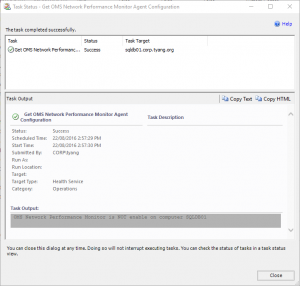 Task Status - Get OMS Network Performance Monitor Agent Configuration
Help
The task completed successfully.
Task Status Task Target
Get OMS Network Performanc... Success sqldb01.corp.tyang.org
Task Output Copy Text Copy HTML
Get OMS Network Performance Monitor Agent Configuration
Task Description
Status: Success
Scheduled Time: 22/08/2016 2:57:29 PM
Start Time: 22/08/2016 2:57:30 PM
Submitted By: CORP\tyang
Run As:
Run Location:
Target:
Target Type: Health Service
Category: Operations
Task Output:
OMS Network Performance Monitor is NOT enable on computer SQLDB01
You can close this dialog at any time. Doing so will not interrupt executing tasks. You can check the status of tasks in a task status view.
Close